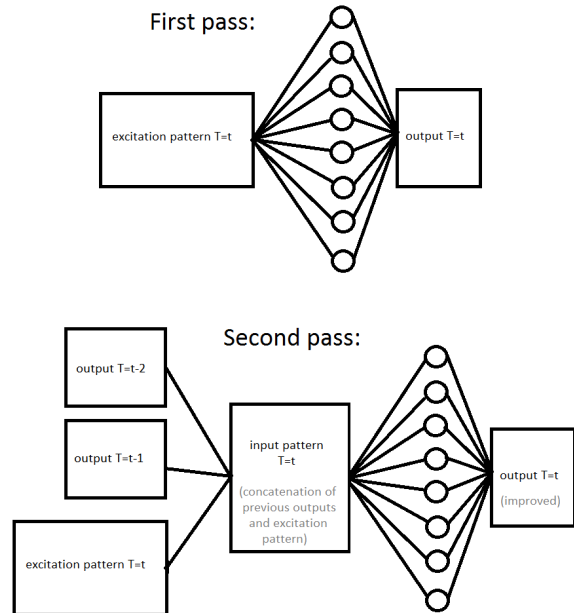 First pass:
excitation pattern T=t
output T=t
Second pass:
output T=t-2
output T=t-1
excitation pattern T=t
input pattern
T=t
(concatenation of
previous outputs
and excitation
pattern)
output T=t
(improved)